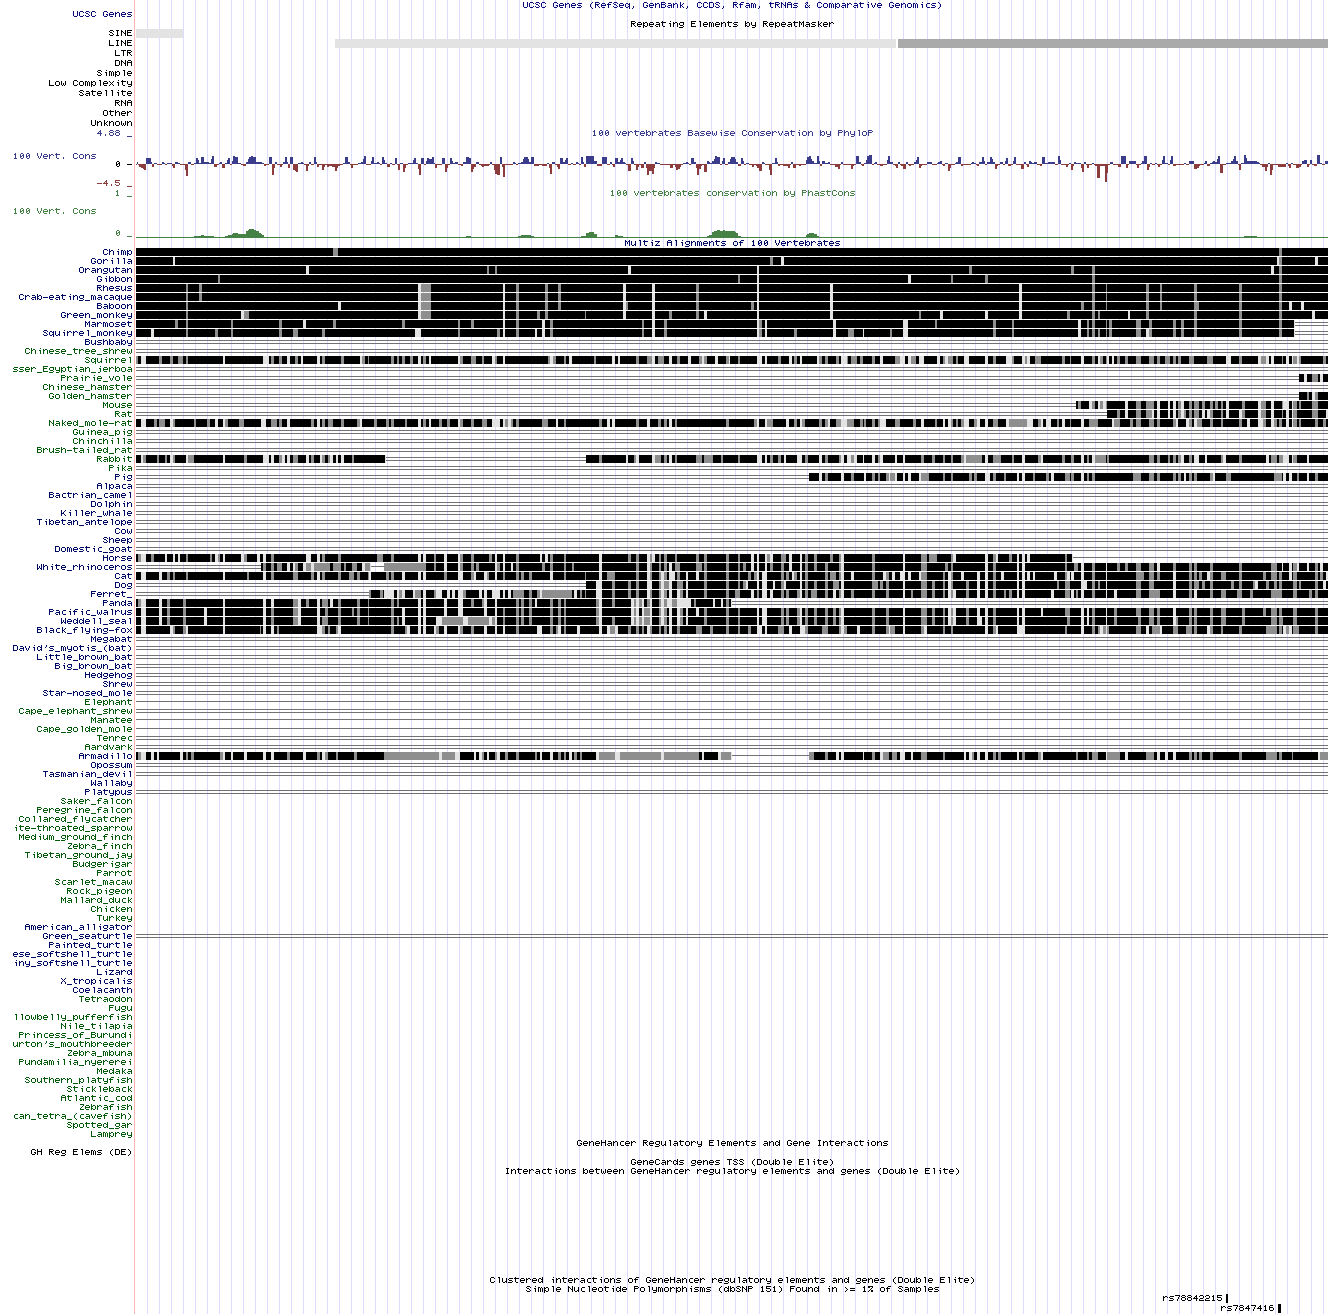 UCSC Genes (RefSeq, GenBank, CCDS, Rfam, tRNAs & Comparative Genomics)
UCSC Genes
Repeating Elements by RepeatMasker
SINE
LINE
LTR
DNA
Simple
Low Complexity
Satellite
RNA
Other
Unknown
4.88 _
100 vertebrates Basewise Conservation by PhyloP
100 Vert. Cons
0 -
-4.5 _
1 _
100 vertebrates conservation by PhastCons
100 Vert. Cons
0 _
Multiz Alignments of 100 Vertebrates
Chimp
Gorilla
Orangutan
Gibbon
Rhesus
Crab-eating_macaque
Baboon
Green_monkey
Marmoset
Squirrel_monkey
Bushbaby
Chinese_tree_shrew
Squirrel
sser_Egyptian_jerboa
Prairie_vole
Chinese_hamster
Golden_hamster
Mouse
Rat
Naked_mole-rat
Guinea_pig
Chinchilla
Brush-tailed_rat
Rabbit
Pika
Pig
Alpaca
Bactrian_camel
Dolphin
Killer_whale
Tibetan_antelope
Cow
Sheep
Domestic_goat
Horse
White_rhinoceros
Cat
Dog
Ferret_
Panda
Pacific_walrus
Weddell_seal
Black_flying-fox
Megabat
David's_myotis_(bat)
Little_brown_bat
Big_brown_bat
Hedgehog
Shrew
Star-nosed_mole
Elephant
Cape_elephant_shrew
Manatee
Cape_golden_mole
Tenrec
Aardvark
Armadillo
Opossum
Tasmanian_devil
Wallaby
Platypus
Saker_falcon
Peregrine_falcon
Collared_flycatcher
ite-throated_sparrow
Medium_ground_finch
Zebra_finch
Tibetan_ground_jay
Budgerigar
Parrot
Scarlet_macaw
Rock_pigeon
Mallard_duck
Chicken
Turkey
American_alligator
Green_seaturtle
Painted_turtle
ese_softshell_turtle
iny_softshell_turtle
Lizard
X_tropicalis
Coelacanth
Tetraodon
Fugu
llowbelly_pufferfish
Nile_tilapia
Princess_of_Burundi
urton's_mouthbreeder
Zebra_mbuna
Pundamilia_nyererei
Medaka
Southern_platyfish
Stickleback
Atlantic_cod
Zebrafish
can_tetra_(cavefish)
Spotted_gar
Lamprey
GeneHancer Regulatory Elements and Gene Interactions
GH Reg Elems (DE)
GeneCards genes TSS (Double Elite)
Interactions between GeneHancer regulatory elements and genes (Double Elite)
Clustered interactions of GeneHancer regulatory elements and genes (Double Elite)
Simple Nucleotide Polymorphisms (dbSNP 151) Found in >= 1% of Samples
rs78842215
rs7847416